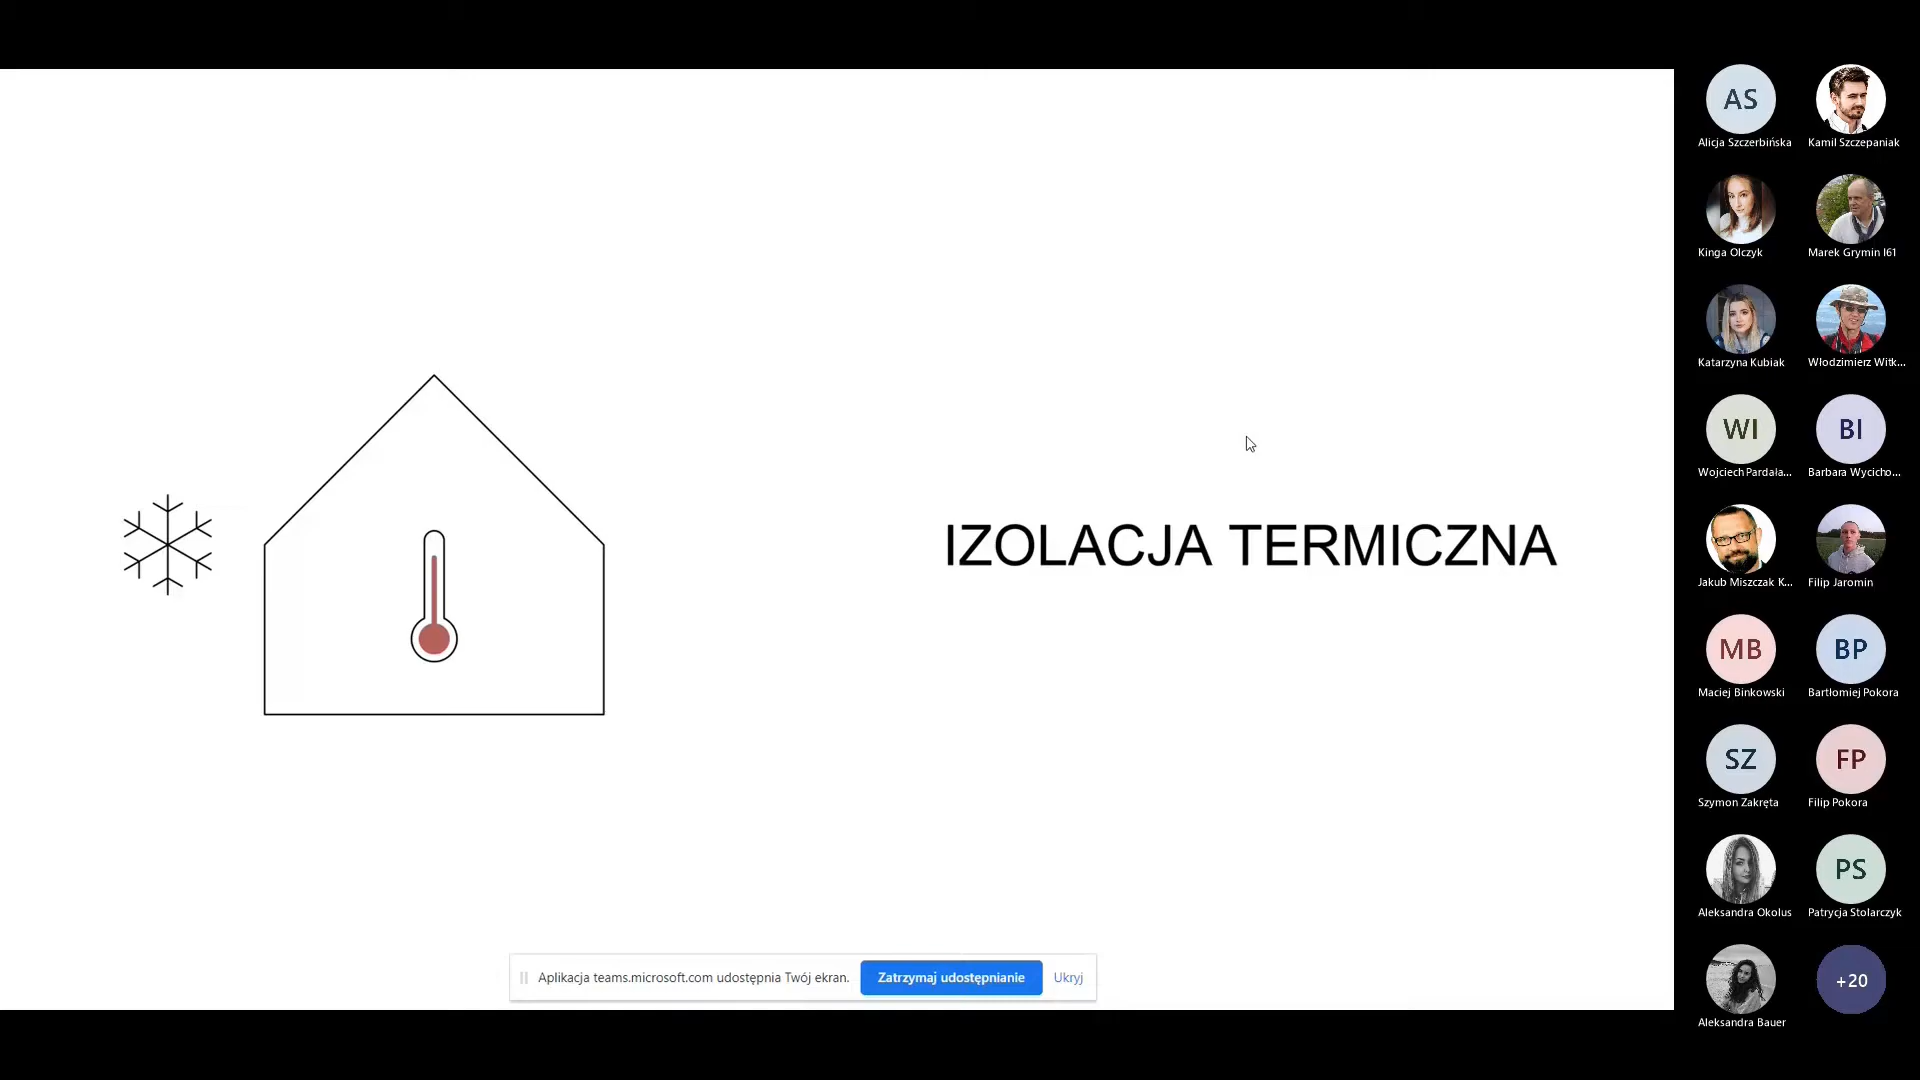 IZOLACJA TERMICZNA
Aplikacja teams.microsoft.com udostępnia Twój ekran.
Zatrzymaj udostępnianie
Ukryj
AS
Alicja Szczerbińska
Kamil Szczepaniak
Kinga Olczyk
Marek Grymin I61
Katarzyna Kubiak
Włodzimierz Witk...
WI
Wojciech Pardała...
BI
Barbara Wycicho...
Jakub Miszczak K...
Filip Jaromin
MB
Maciej Binkowski
BP
Bartłomiej Pokora
SZ
Szymon Zakręta
FP
Filip Pokora
Aleksandra Okolus
PS
Patrycja Stolarczyk
Aleksandra Bauer
+20